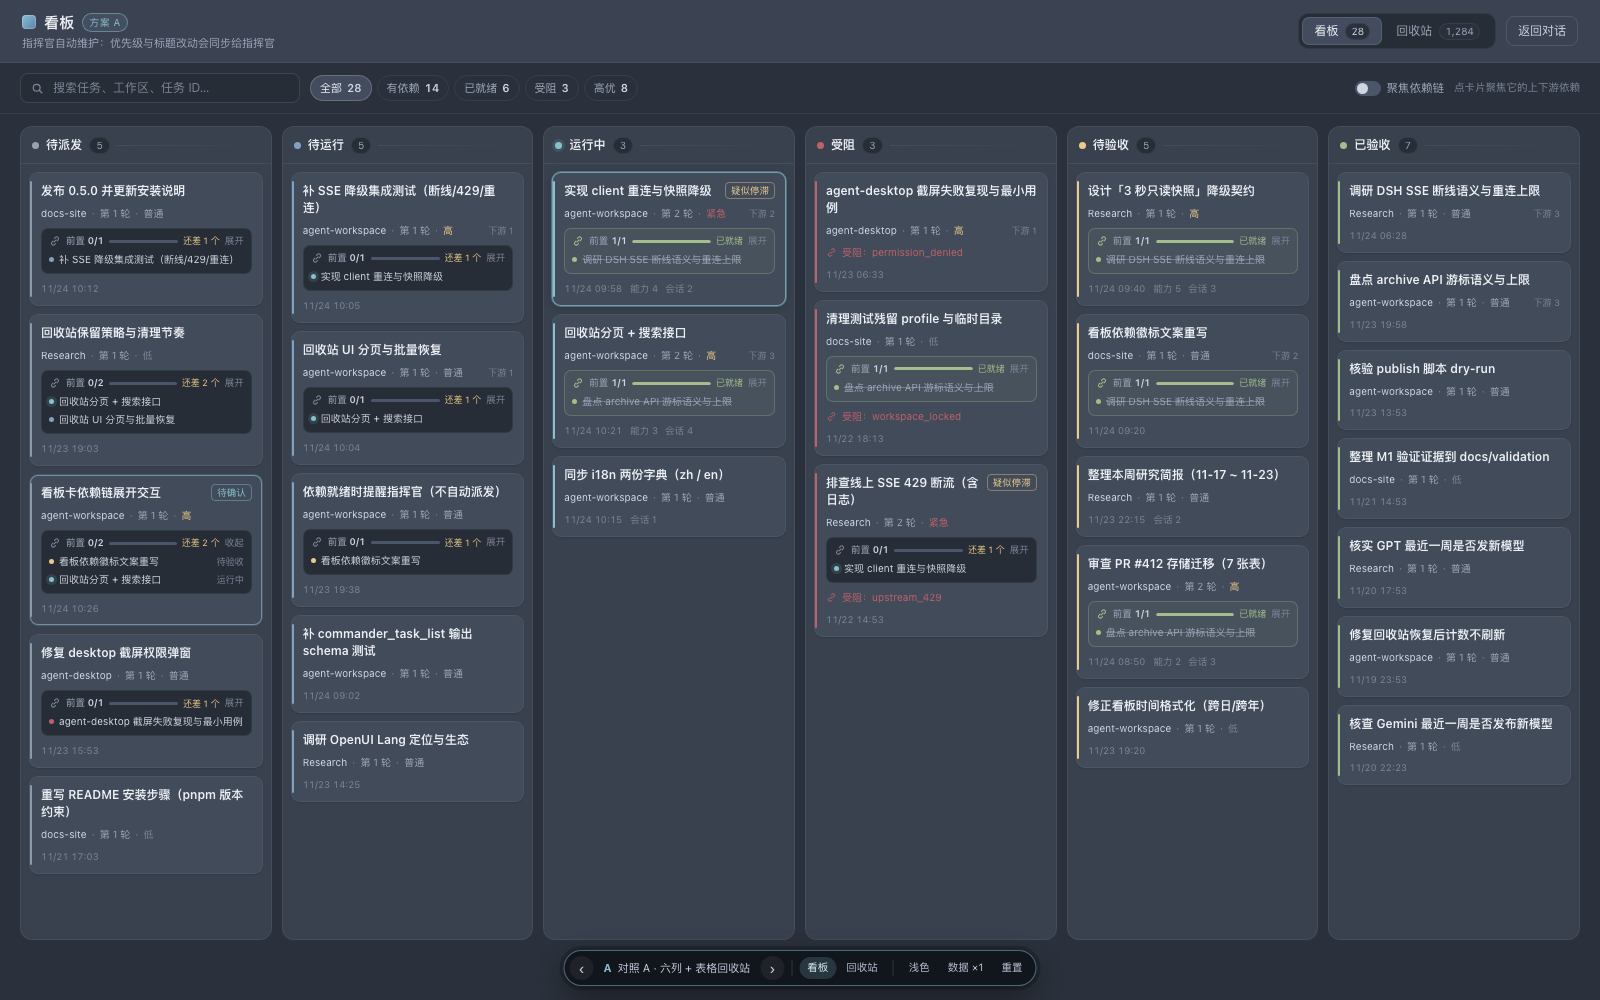 看板 方案 A
指挥官自动维护：优先级与标题改动会同步给指挥官
看板 28 回收站 1,284 返回对话
搜索任务、工作区、任务 ID...
全部 28 有依赖 14 已就绪 6 受阻 3 高优 8
聚焦依赖链 点卡片聚焦它的上下游依赖
待派发 5
发布 0.5.0 并更新安装说明
docs-site · 第 1 轮 · 普通
前置 0/1 还差 1 个 展开
补 SSE 降级集成测试（断线/429/重连）
11/24 10:12
回收站保留策略与清理节奏
Research · 第 1 轮 · 低
前置 0/2 还差 2 个 展开
回收站分页 + 搜索接口
回收站 UI 分页与批量恢复
11/23 19:03
看板卡依赖链展开交互 待确认
agent-workspace · 第 1 轮 · 高
前置 0/2 还差 2 个 收起
看板依赖徽标文案重写 待验收
回收站分页 + 搜索接口 运行中
11/24 10:26
修复 desktop 截屏权限弹窗
agent-desktop · 第 1 轮 · 普通
前置 0/1 还差 1 个 展开
agent-desktop 截屏失败复现与最小用例
11/23 15:53
重写 README 安装步骤（pnpm 版本
约束）
docs-site · 第 1 轮 · 低
11/21 17:03
待运行 5
补 SSE 降级集成测试（断线/429/重
连）
agent-workspace · 第 1 轮 · 高 下游 1
前置 0/1 还差 1 个 展开
实现 client 重连与快照降级
11/24 10:05
回收站 UI 分页与批量恢复
agent-workspace · 第 1 轮 · 普通 下游 1
前置 0/1 还差 1 个 展开
回收站分页 + 搜索接口
11/24 10:04
依赖就绪时提醒指挥官（不自动派发）
agent-workspace · 第 1 轮 · 普通
前置 0/1 还差 1 个 展开
看板依赖徽标文案重写
11/23 19:38
补 commander_task_list 输出
schema 测试
agent-workspace · 第 1 轮 · 普通
11/24 09:02
调研 OpenUI Lang 定位与生态
Research · 第 1 轮 · 普通
11/23 14:25
运行中 3
实现 client 重连与快照降级 疑似停滞
agent-workspace · 第 2 轮 · 紧急 下游 2
前置 1/1 已就绪 展开
调研 DSH SSE 断线语义与重连上限
11/24 09:58 能力 4 会话 2
回收站分页 + 搜索接口
agent-workspace · 第 2 轮 · 高 下游 3
前置 1/1 已就绪 展开
盘点 archive API 游标语义与上限
11/24 10:21 能力 3 会话 4
同步 i18n 两份字典（zh / en）
agent-workspace · 第 1 轮 · 普通
11/24 10:15 会话 1
受阻 3
agent-desktop 截屏失败复现与最小用
例
agent-desktop · 第 1 轮 · 高 下游 1
受阻：permission_denied
11/23 06:33
清理测试残留 profile 与临时目录
docs-site · 第 1 轮 · 低
前置 1/1 已就绪 展开
盘点 archive API 游标语义与上限
受阻：workspace_locked
11/22 18:13
排查线上 SSE 429 断流（含 疑似停滞
日志）
Research · 第 2 轮 · 紧急
前置 0/1 还差 1 个 展开
实现 client 重连与快照降级
受阻：upstream_429
11/22 14:53
待验收 5
设计「3 秒只读快照」降级契约
Research · 第 1 轮 · 高
前置 1/1 已就绪 展开
调研 DSH SSE 断线语义与重连上限
11/24 09:40 能力 5 会话 3
看板依赖徽标文案重写
docs-site · 第 1 轮 · 普通 下游 2
前置 1/1 已就绪 展开
调研 DSH SSE 断线语义与重连上限
11/24 09:20
整理本周研究简报（11-17 ~ 11-23）
Research · 第 1 轮 · 普通
11/23 22:15 会话 2
审查 PR #412 存储迁移（7 张表）
agent-workspace · 第 2 轮 · 高
前置 1/1 已就绪 展开
盘点 archive API 游标语义与上限
11/24 08:50 能力 2 会话 3
修正看板时间格式化（跨日/跨年）
agent-workspace · 第 1 轮 · 低
11/23 19:20
已验收 7
调研 DSH SSE 断线语义与重连上限
Research · 第 1 轮 · 普通 下游 3
11/24 06:28
盘点 archive API 游标语义与上限
agent-workspace · 第 1 轮 · 普通 下游 3
11/23 19:58
核验 publish 脚本 dry-run
agent-workspace · 第 1 轮 · 普通
11/23 13:53
整理 M1 验证证据到 docs/validation
docs-site · 第 1 轮 · 低
11/21 14:53
核实 GPT 最近一周是否发新模型
Research · 第 1 轮 · 普通
11/20 17:53
修复回收站恢复后计数不刷新
agent-workspace · 第 1 轮 · 普通
11/19 23:53
核查 Gemini 最近一周是否发布新模型
Research · 第 1 轮 · 低
11/20 22:23
‹ A 对照 A · 六列 + 表格回收站 › 看板 回收站 浅色 数据 ×1 重置